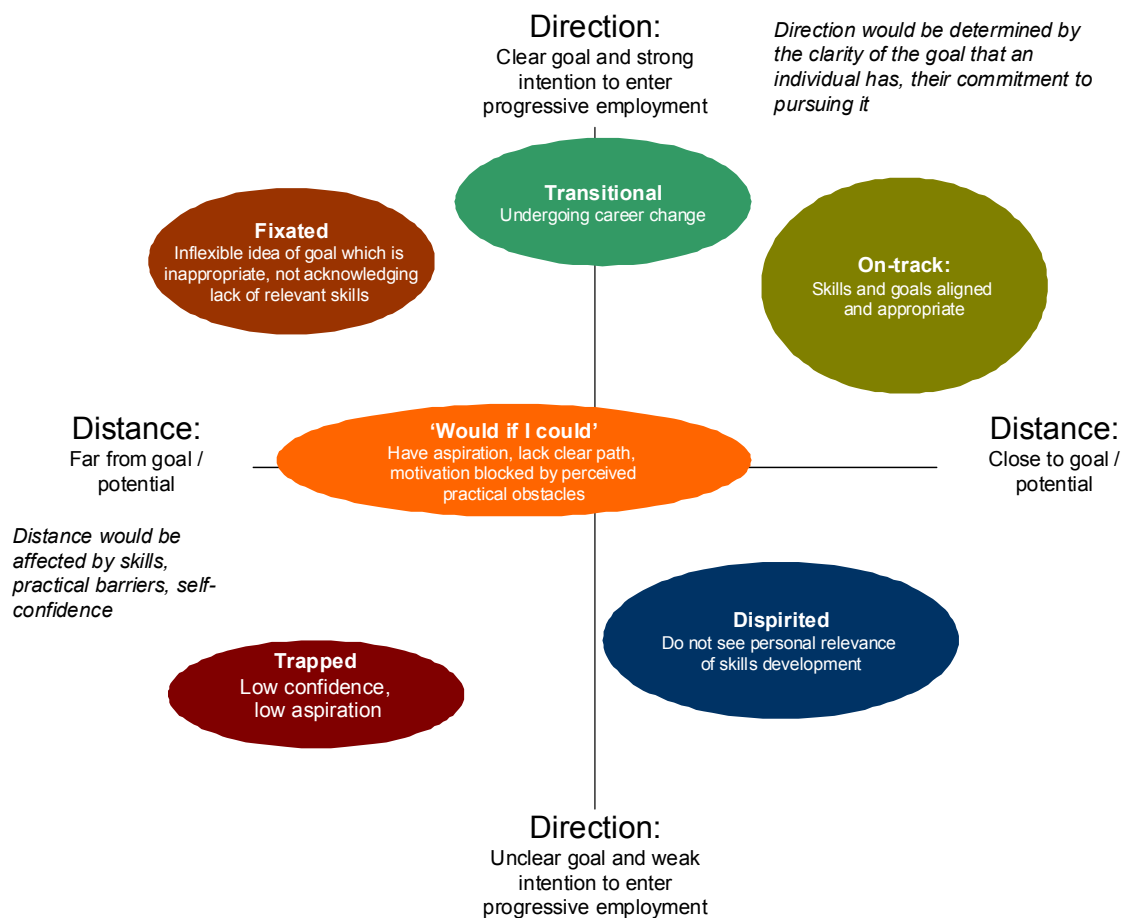 Direction:
Clear goal and strong
intention to enter
progressive employment
Direction would be determined by
the clarity of the goal that an
individual has, their commitment to
pursuing it
Transitional
Undergoing career change
Fixated
Inflexible idea of goal which is
inappropriate, not acknowledging
lack of relevant skills
On-track:
Skills and goals aligned
and appropriate
Distance:
Far from goal /
potential
'Would if I could'
Have aspiration, lack clear path,
motivation blocked by perceived
practical obstacles
Distance:
Close to goal /
potential
Distance would be
affected by skills,
practical barriers, self-
confidence
Dispirited
Do not see personal relevance
of skills development
Trapped
Low confidence,
low aspiration
Direction:
Unclear goal and weak
intention to enter
progressive employment